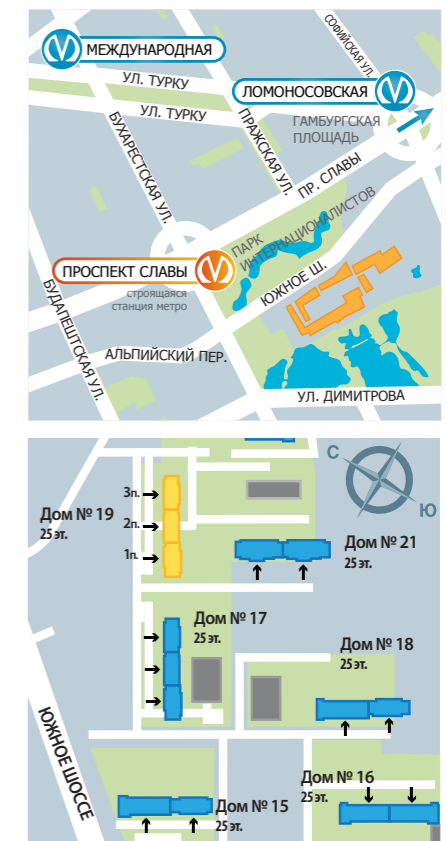 СОФИЙСКАЯ УЛ.
МЕЖДУНАРОДНАЯ
УЛ. ТУРКУ
ЛОМОНОСОВСКАЯ
УЛ. ТУРКУ
ГАМБУРГСКАЯ
ПЛОЩАДЬ
БУХАРЕСТСКАЯ УЛ.
ПРАЖСКАЯ УЛ.
ПР. СЛАВЫ
ПАРК
ИНТЕРНАЦИОНАЛИСТОВ
ПРОСПЕКТ СЛАВЫ
строящаяся
станция метро
ЮЖНОЕ Ш.
БУДАПЕШТСКАЯ УЛ.
АЛЬПИЙСКИЙ ПЕР.
УЛ. ДИМИТРОВА
С
Ю
3п.
Дом № 19
25 эт.
2п.
1п.
Дом № 21
25 эт.
Дом № 17
25 эт.
Дом № 18
25 эт.
ЮЖНОЕ ШОССЕ
Дом № 16
25 эт.
Дом № 15
25 эт.